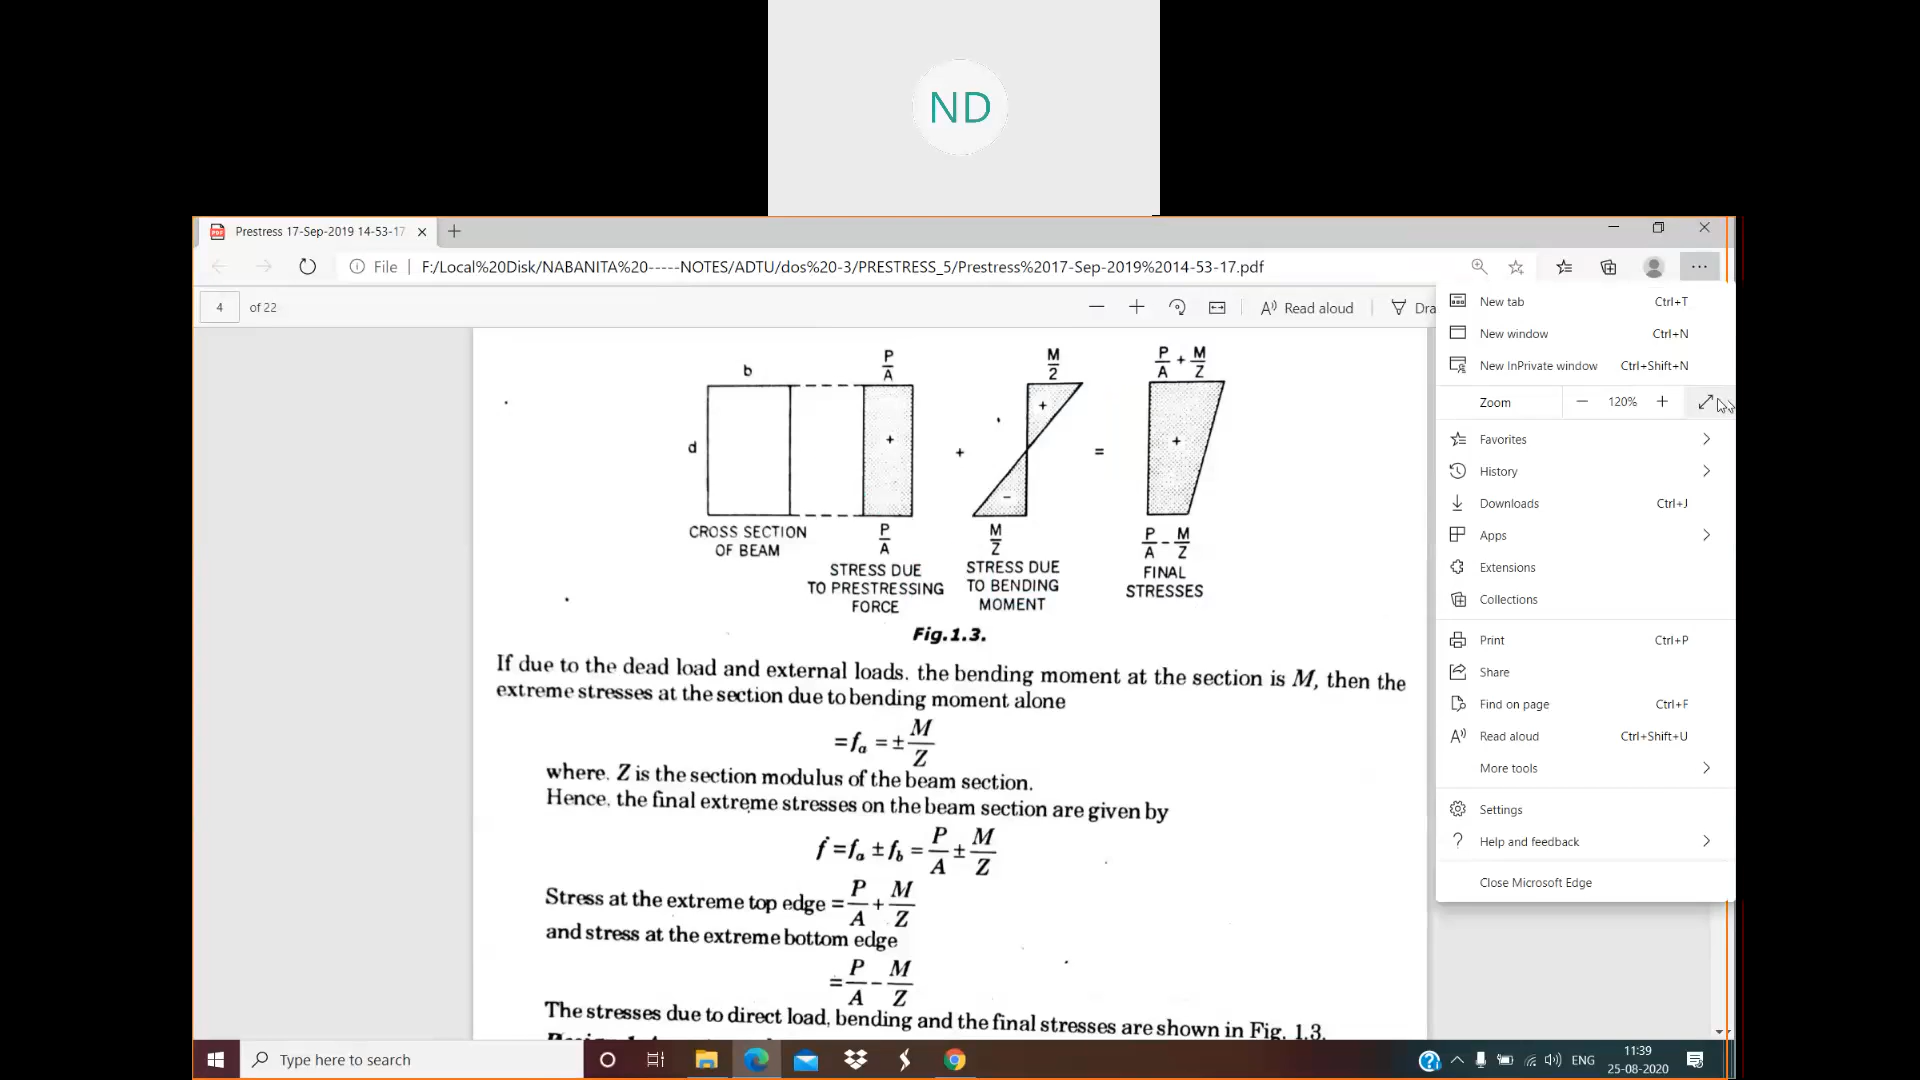 ND
Prestress 17-Sep-2019 14-53-17
File
F:/Local%20Disk/NABANITA%20-----NOTES/ADTU/dos%20-3/PRESTRESS_5/Prestress%2017-Sep-2019%2014-53-17.pdf
4 of 22
Read aloud
Dra
b
P/A
M/2
P/A + M/Z
d
+
+
+
-
=
+
CROSS SECTION
OF BEAM
P/A
STRESS DUE
TO PRESTRESSING
FORCE
M/Z
STRESS DUE
TO BENDING
MOMENT
P/A - M/Z
FINAL
STRESSES
Fig.1.3.
If due to the dead load and external loads. the bending moment at the section is M, then the
extreme stresses at the section due to bending moment alone
=fa = ± M/Z
where. Z is the section modulus of the beam section.
Hence. the final extreme stresses on the beam section are given by
f = fa ± fb = P/A ± M/Z
Stress at the extreme top edge = P/A + M/Z
and stress at the extreme bottom edge
= P/A - M/Z
The stresses due to direct load, bending and the final stresses are shown in Fig. 1.3.
New tab Ctrl+T
New window Ctrl+N
New InPrivate window Ctrl+Shift+N
Zoom 120%
Favorites
History
Downloads Ctrl+J
Apps
Extensions
Collections
Print Ctrl+P
Share
Find on page Ctrl+F
Read aloud Ctrl+Shift+U
More tools
Settings
Help and feedback
Close Microsoft Edge
Type here to search
ENG
11:39
25-08-2020